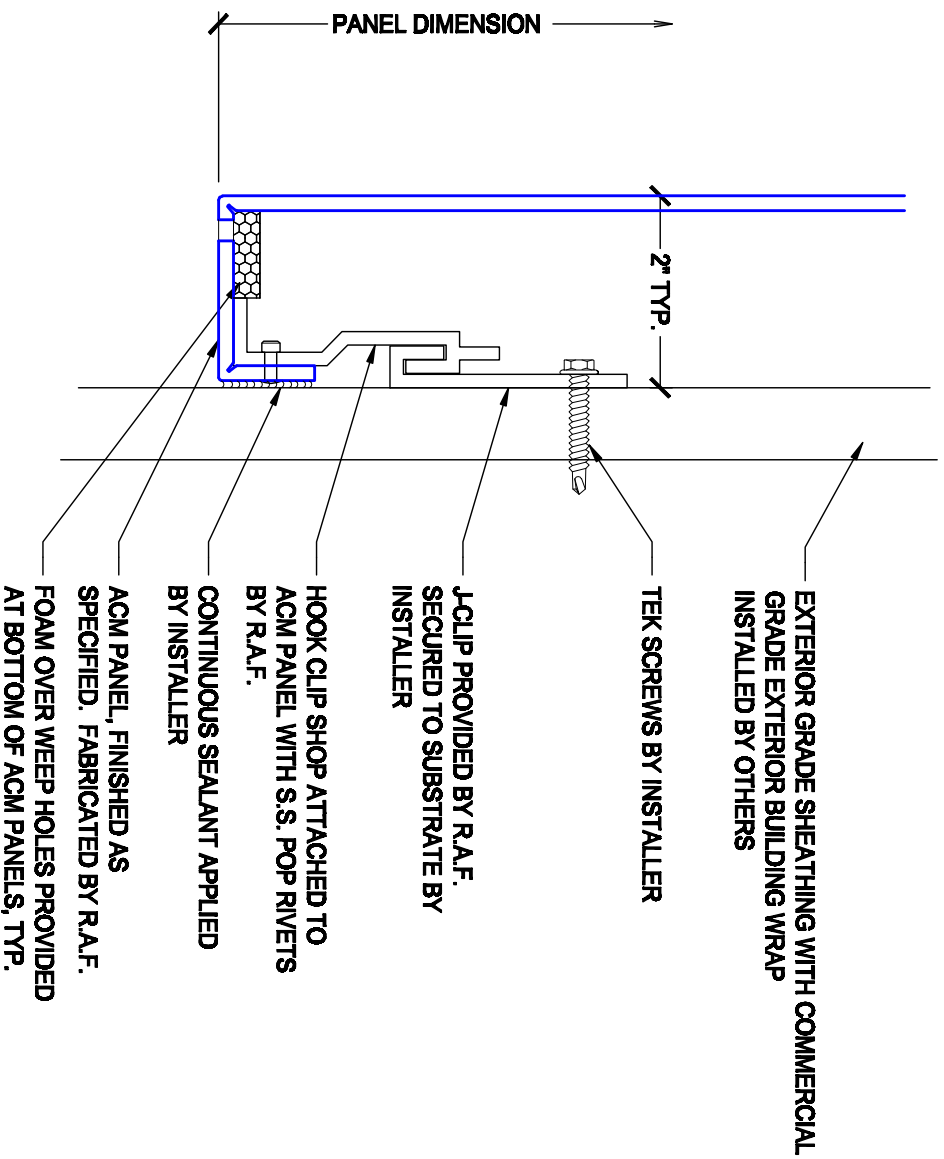 PANEL DIMENSION
2" TYP.
EXTERIOR GRADE SHEATHING WITH COMMERCIAL
GRADE EXTERIOR BUILDING WRAP
INSTALLED BY OTHERS
TEK SCREWS BY INSTALLER
J-CLIP PROVIDED BY R.A.F.
SECURED TO SUBSTRATE BY
INSTALLER
HOOK CLIP SHOP ATTACHED TO
ACM PANEL WITH S.S. POP RIVETS
BY R.A.F.
CONTINUOUS SEALANT APPLIED
BY INSTALLER
ACM PANEL, FINISHED AS
SPECIFIED. FABRICATED BY R.A.F.
FOAM OVER WEEP HOLES PROVIDED
AT BOTTOM OF ACM PANELS, TYP.